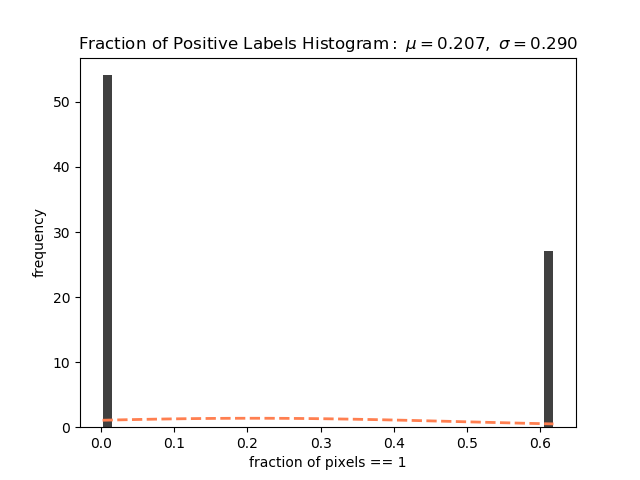 Fraction of Positive Labels Histogram : μ = 0.207, σ = 0.290
50
40
30
20
10
0
frequency
0.0 0.1 0.2 0.3 0.4 0.5 0.6
fraction of pixels == 1